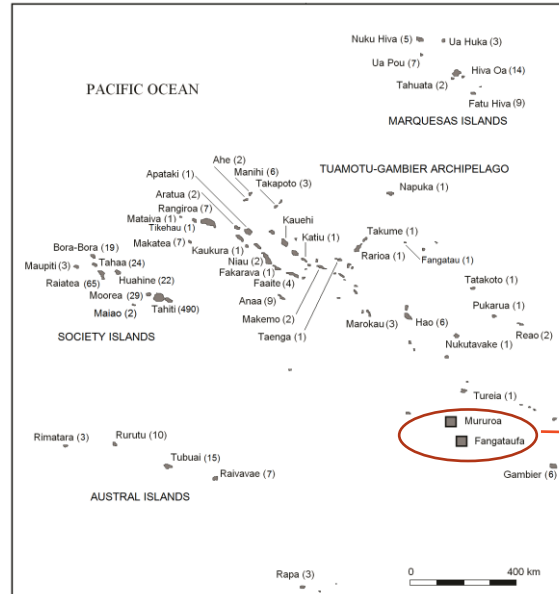 Nuku Hiva (5)
Ua Huka (3)
Ua Pou (7)
Hiva Oa (14)
Tahuata (2)
Fatu Hiva (9)
MARQUESAS ISLANDS
PACIFIC OCEAN
TUAMOTU-GAMBIER ARCHIPELAGO
Ahe (2)
Manihi (6)
Apataki (1)
Takapoto (3)
Aratua (2)
Napuka (1)
Rangiroa (7)
Mataiva (1)
Tikehau (1)
Kauehi
Takume (1)
Makatea (7)
Kaukura (1)
Katiu (1)
Rarioa (1)
Fangatau (1)
Bora-Bora (19)
Niau (2)
Maupiti (3)
Tahaa (24)
Fakarava (1)
Tatakoto (1)
Raiatea (65)
Huahine (22)
Faaite (4)
Moorea (29)
Anaa (9)
Pukarua (1)
Maiao (2)
Tahiti (490)
Makemo (2)
Marokau (3)
Hao (6)
Reao (2)
SOCIETY ISLANDS
Taenga (1)
Nukutavake (1)
Tureia (1)
Mururoa
Rimatara (3)
Rurutu (10)
Fangataufa
Tubuai (15)
Gambier (6)
Raivavae (7)
AUSTRAL ISLANDS
Rapa (3)
0 400 km